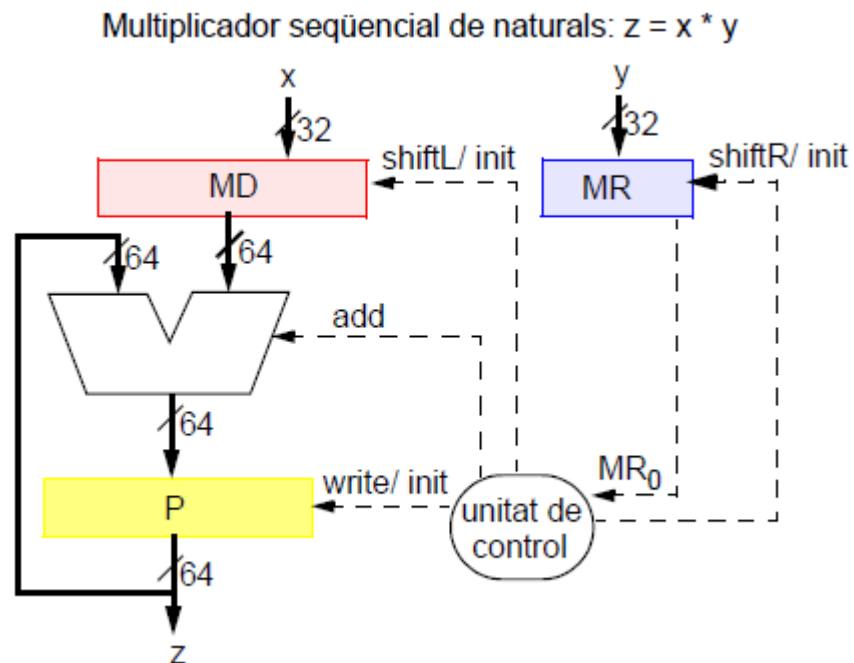 Multiplicador seqüencial de naturals: z = x * y
x
y
32
32
shiftL/ init
shiftR/ init
MD
MR
64
64
add
64
MR0
write/ init
P
unitat de
control
64
z